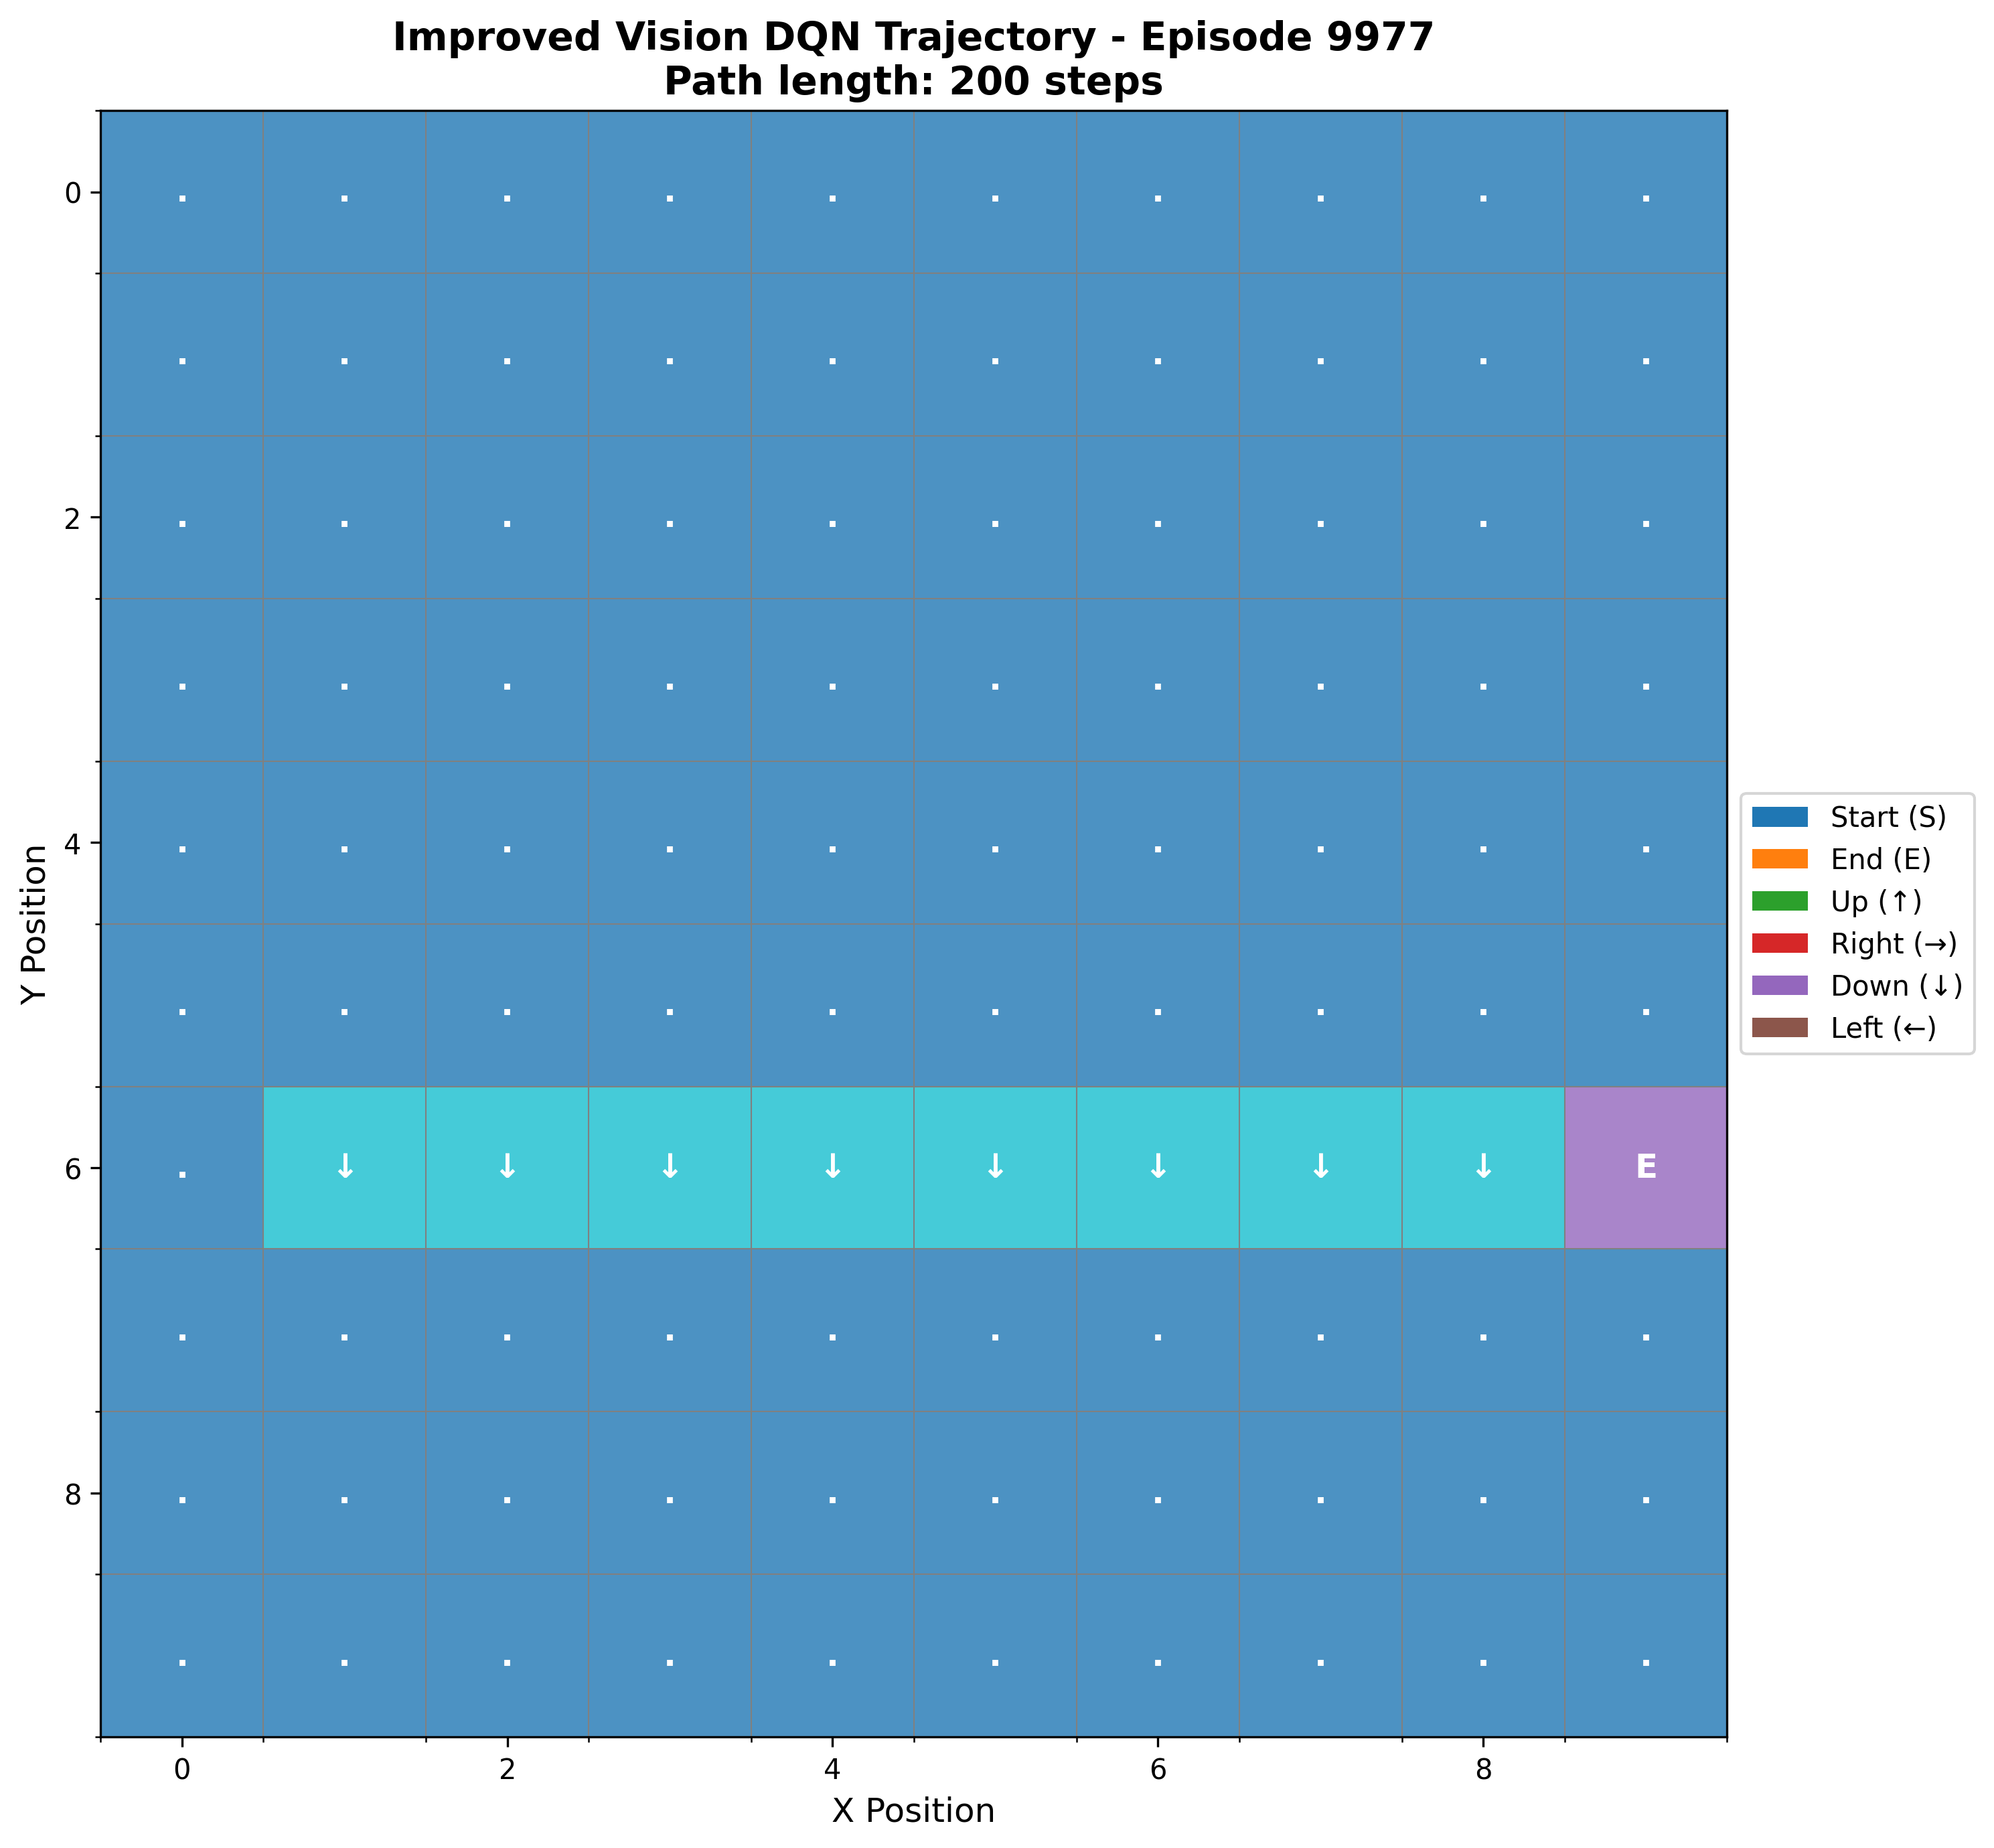 Improved Vision DQN Trajectory - Episode 9977
Path length: 200 steps
0 . . . . . . . . . .
. . . . . . . . . .
2 . . . . . . . . . .
. . . . . . . . . .
4 . . . . . . . . . .
. . . . . . . . . .
6 . ↓ ↓ ↓ ↓ ↓ ↓ ↓ ↓ E
. . . . . . . . . .
8 . . . . . . . . . .
. . . . . . . . . .
0 2 4 6 8
X Position
Y Position
Start (S)
End (E)
Up (↑)
Right (→)
Down (↓)
Left (←)